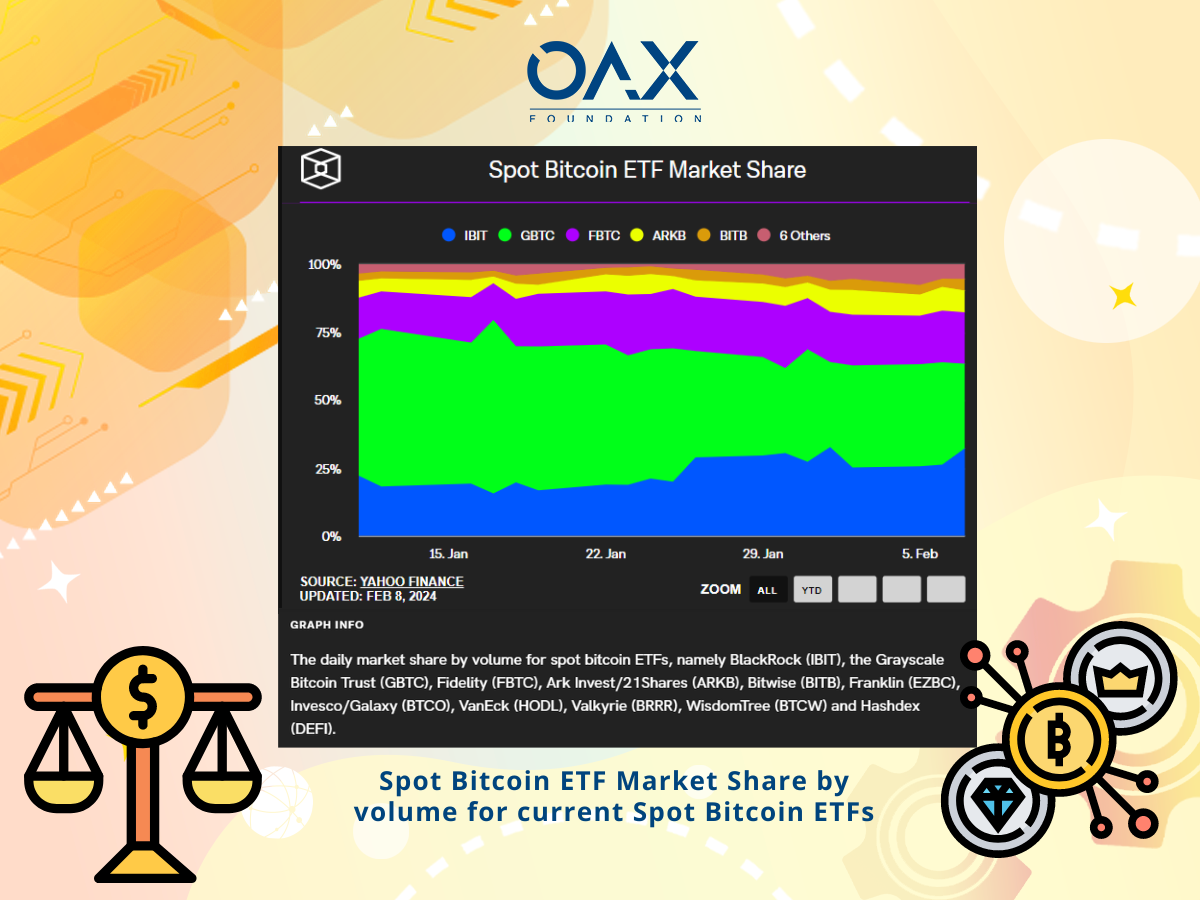 OAX
FOUNDATION
Spot Bitcoin ETF Market Share
IBIT GBTC FBTC ARKB BITB 6 Others
100%
75%
50%
25%
0%
15. Jan 22. Jan 29. Jan 5. Feb
SOURCE: YAHOO FINANCE
UPDATED: FEB 8, 2024
ZOOM ALL YTD
GRAPH INFO
The daily market share by volume for spot bitcoin ETFs, namely BlackRock (IBIT), the Grayscale
Bitcoin Trust (GBTC), Fidelity (FBTC), Ark Invest/21Shares (ARKB), Bitwise (BITB), Franklin (EZBC),
Invesco/Galaxy (BTCO), VanEck (HODL), Valkyrie (BRRR), WisdomTree (BTCW) and Hashdex
(DEFI).
$
₿
Spot Bitcoin ETF Market Share by
volume for current Spot Bitcoin ETFs